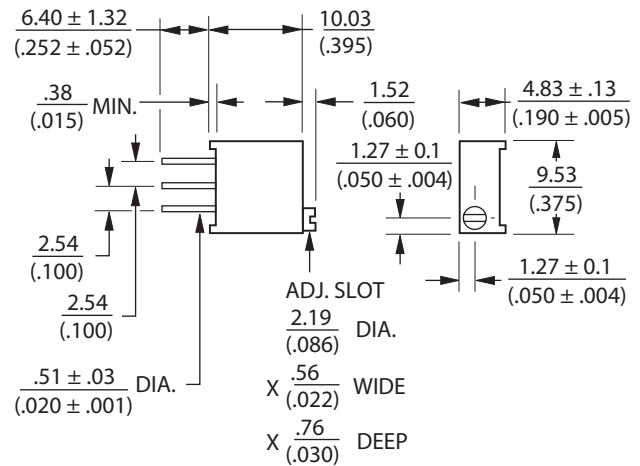 6.40 ± 1.32
(.252 ± .052)
10.03
(.395)
.38
(.015)
MIN.
1.52
(.060)
4.83 ± .13
(.190 ± .005)
1.27 ± 0.1
(.050 ± .004)
9.53
(.375)
2.54
(.100)
2.54
(.100)
1.27 ± 0.1
(.050 ± .004)
.51 ± .03
(.020 ± .001)
DIA.
ADJ. SLOT
2.19
(.086)
DIA.
X .56
(.022)
WIDE
X .76
(.030)
DEEP